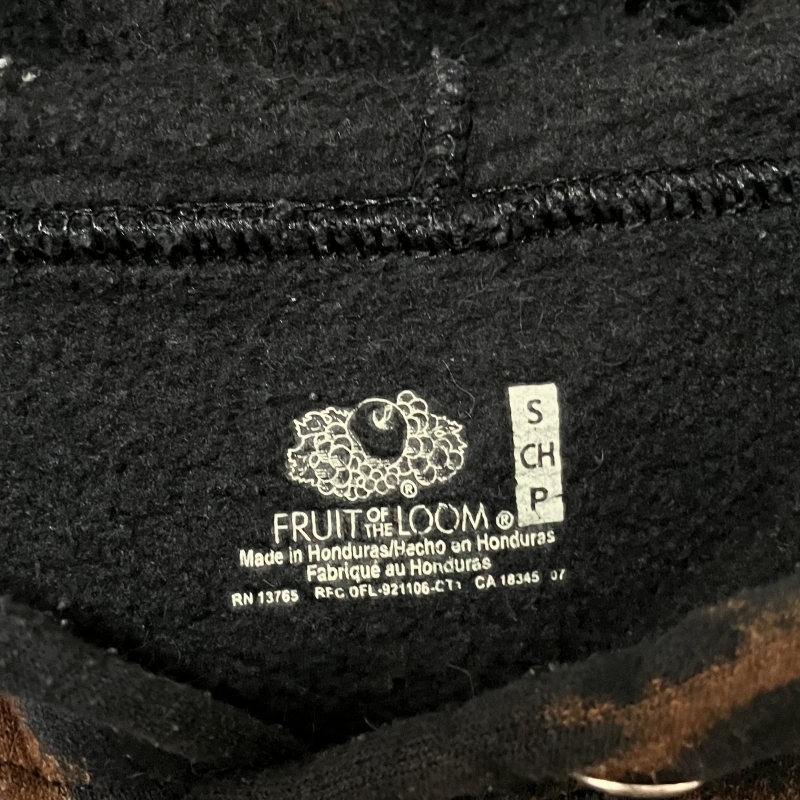 S
CH
P
®
FRUIT OF THE LOOM ®
Made in Honduras/Hecho en Honduras
Fabriqué au Honduras
RN 13765 RFC OFL-921106-CT1 CA 18345 07